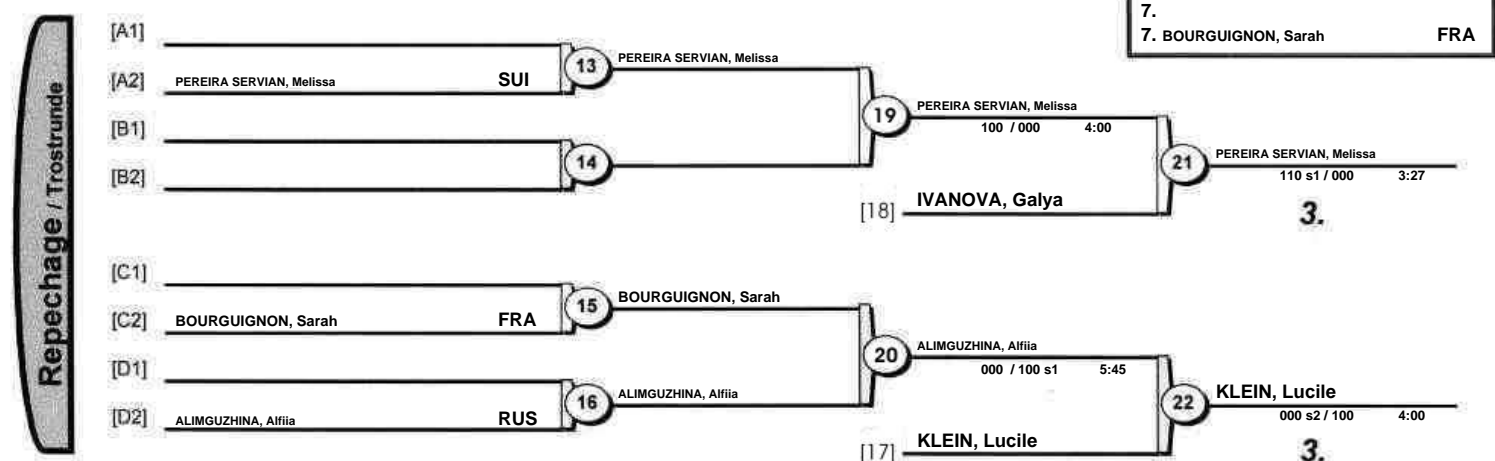 7.
7. BOURGUIGNON, Sarah FRA
Repechage / Trostrunde
[A1]
[A2] PEREIRA SERVIAN, Melissa SUI
13
PEREIRA SERVIAN, Melissa
[B1]
[B2]
14
19
PEREIRA SERVIAN, Melissa
100 / 000 4:00
[18] IVANOVA, Galya
21
PEREIRA SERVIAN, Melissa
110 s1 / 000 3:27
3.
[C1]
[C2] BOURGUIGNON, Sarah FRA
15
BOURGUIGNON, Sarah
[D1]
[D2] ALIMGUZHINA, Alfiia RUS
16
ALIMGUZHINA, Alfiia
20
ALIMGUZHINA, Alfiia
000 / 100 s1 5:45
[17] KLEIN, Lucile
22
KLEIN, Lucile
000 s2 / 100 4:00
3.